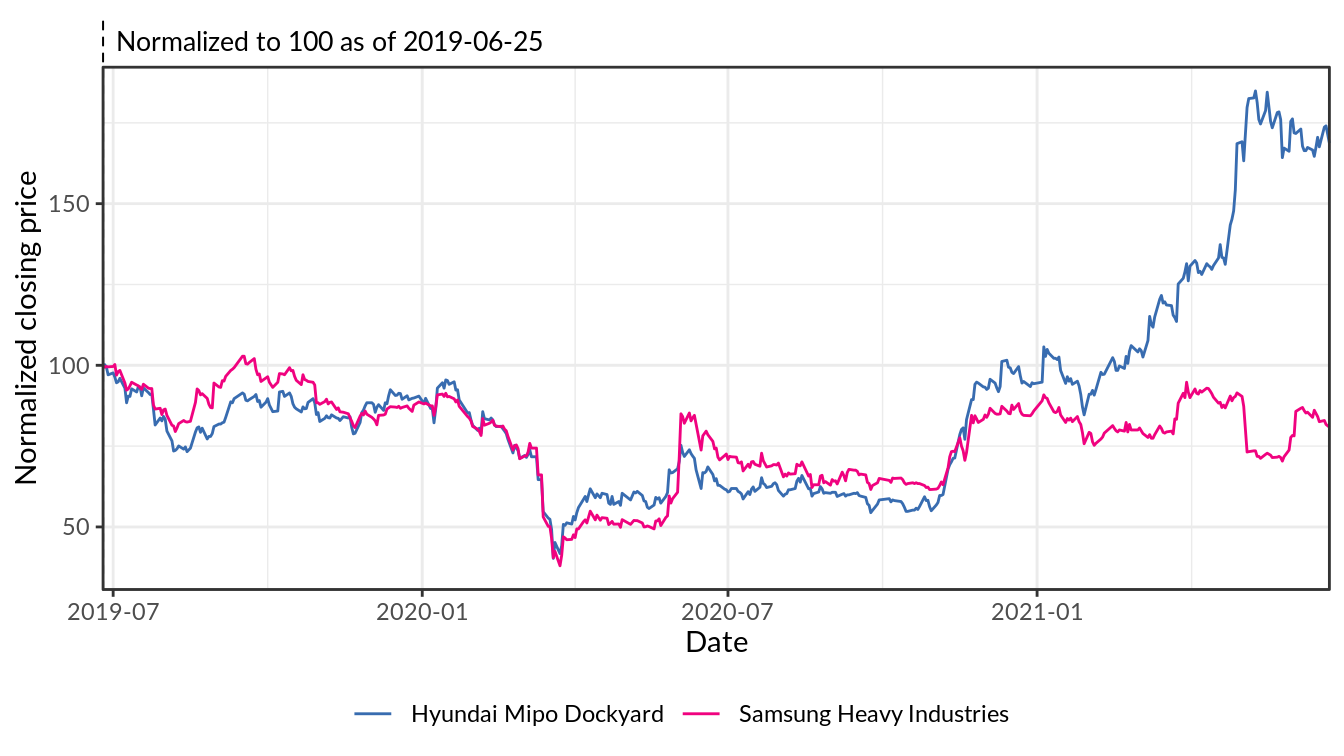 Normalized to 100 as of 2019-06-25
Normalized closing price
150
100
50
2019-07 2020-01 2020-07 2021-01
Date
Hyundai Mipo Dockyard Samsung Heavy Industries